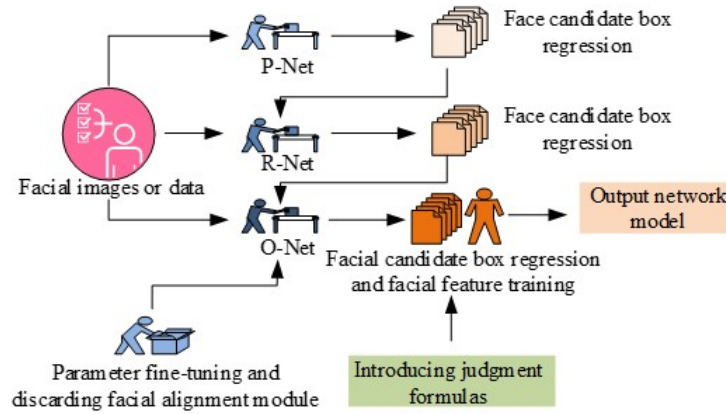 P-Net
Face candidate box
regression
R-Net
Face candidate box
regression
Facial images or data
O-Net
Facial candidate box regression
and facial feature training
Output network
model
Parameter fine-tuning and
discarding facial alignment module
Introducing judgment
formulas